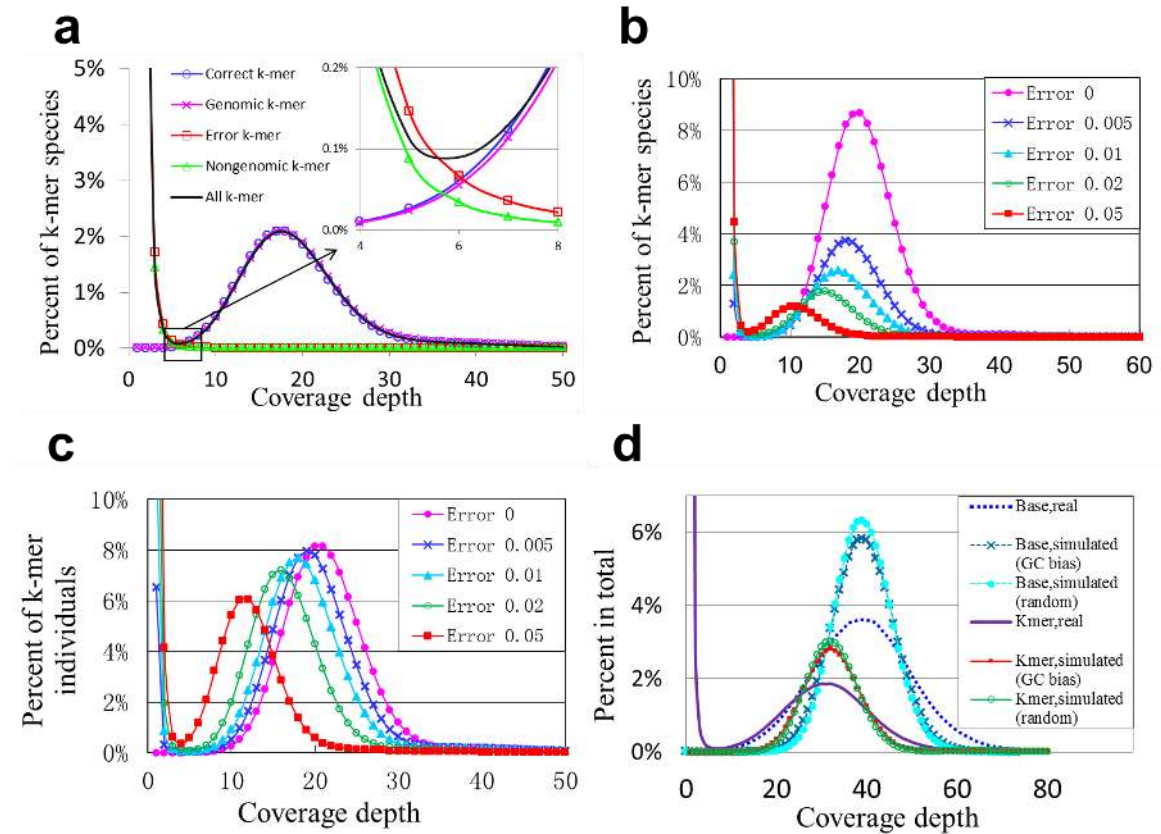 a
5%
4%
3%
2%
1%
0%
Percent of k-mer species
Correct k-mer
Genomic k-mer
Error k-mer
Nongenomic k-mer
All k-mer
0.2%
0.1%
0.0%
4
6
8
0
10
20
30
40
50
Coverage depth
b
10%
8%
6%
4%
2%
0%
Percent of k-mer species
Error 0
Error 0.005
Error 0.01
Error 0.02
Error 0.05
0
10
20
30
40
50
60
Coverage depth
c
10%
8%
6%
4%
2%
0%
Percent of k-mer
individuals
Error 0
Error 0.005
Error 0.01
Error 0.02
Error 0.05
0
10
20
30
40
50
Coverage depth
d
6%
4%
2%
0%
Percent in total
Base,real
Base,simulated
(GC bias)
Base,simulated
(random)
Kmer,real
Kmer,simulated
(GC bias)
Kmer,simulated
(random)
0
20
40
60
80
Coverage depth